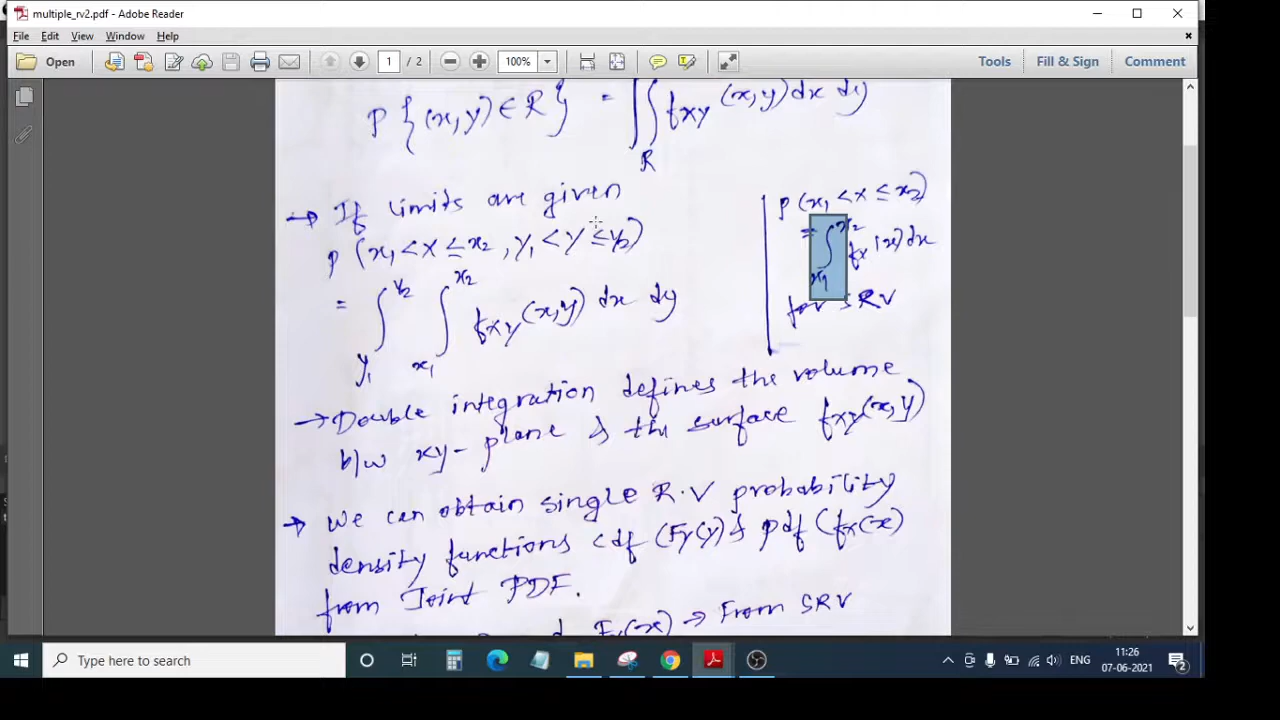 multiple_rv2.pdf - Adobe Reader
File Edit View Window Help
Open 1 / 2 100% Tools Fill & Sign Comment
P{(x,y)∈R} = ∬ fxy (x,y) dx dy
R
→ If limits are given
P (x1 < X ≤ x2, Y1 < Y ≤ Y2)
= ∫ y1 y2 ∫ x1 x2 fxy (x,y) dx dy
P (x1 < X ≤ x2)
= ∫ x1 x2 fx (x) dx
for SRV
→ Double integration defines the volume
b/w xy-plane & the surface fxy(x,y)
→ We can obtain single R.V probability
density functions cdf (Fy(y) & pdf (fx(x)
from Joint PDF.
Fx(x) → From SRV
Type here to search
ENG
11:26
07-06-2021
2